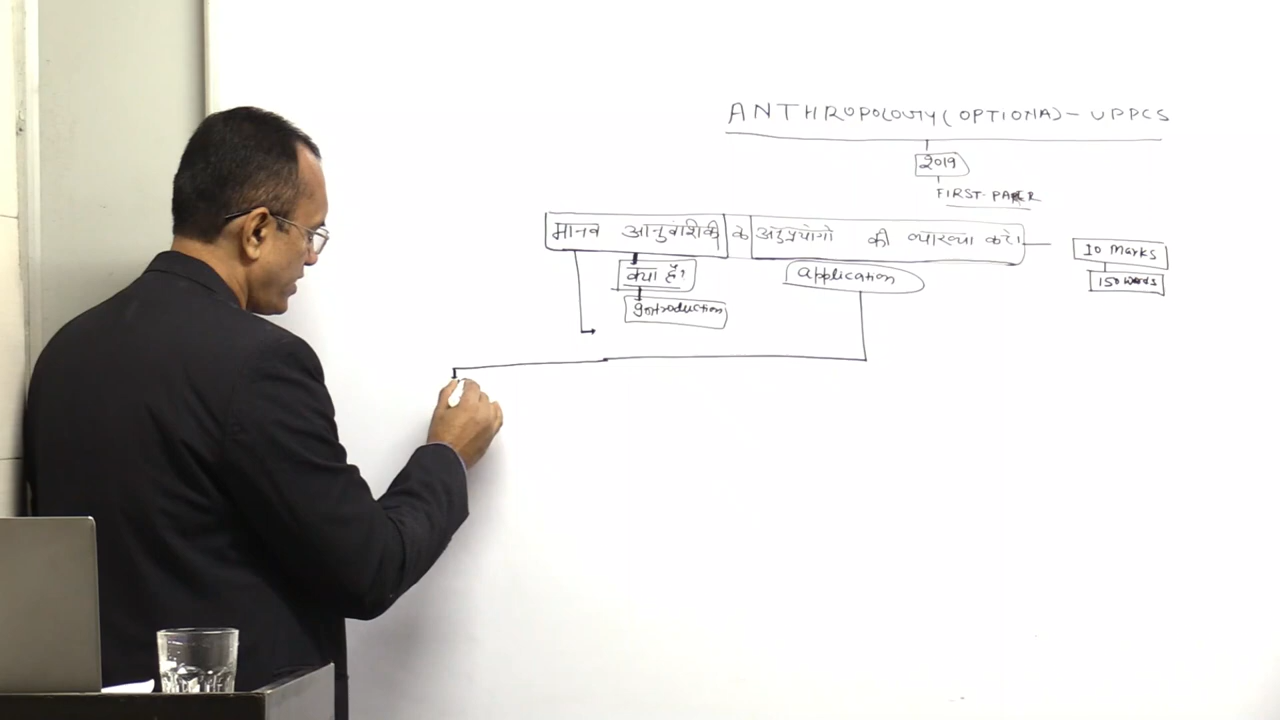 ANTHROPOLOGY (OPTIONAL) - UPPCS
2019
FIRST-PAPER
मानव आनुवांशिकी के अनुप्रयोगो की व्याख्या करें। 10 marks
क्या है? application 150 words
Introduction